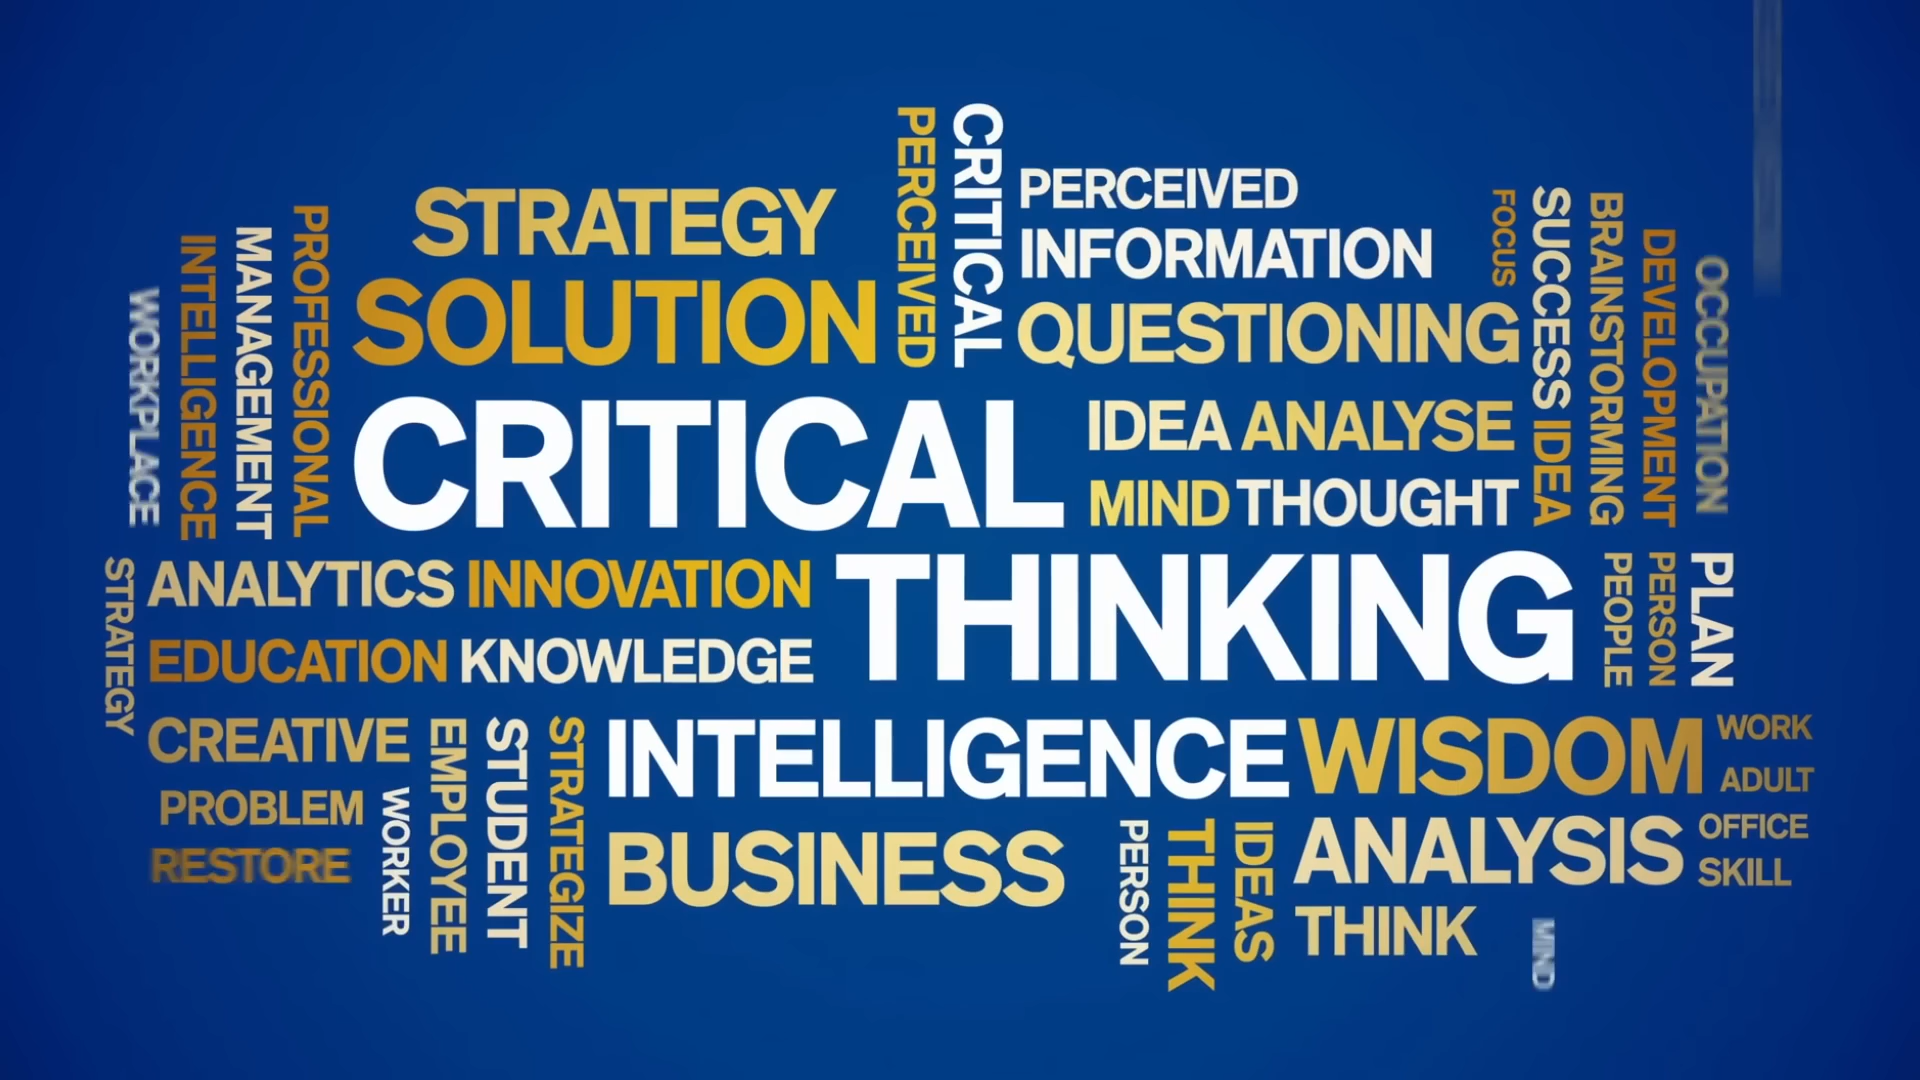 PERCEIVED
CRITICAL
PERCEIVED
INFORMATION
QUESTIONING
STRATEGY
SOLUTION
FOCUS
SUCCESS
IDEA
BRAINSTORMING
DEVELOPMENT
OCCUPATION
WORKPLACE
INTELLIGENCE
MANAGEMENT
PROFESSIONAL
CRITICAL
IDEA ANALYSE
MIND THOUGHT
STRATEGY
ANALYTICS INNOVATION
EDUCATION KNOWLEDGE
THINKING
PEOPLE
PERSON
PLAN
CREATIVE
PROBLEM
RESTORE
WORKER
EMPLOYEE
STUDENT
STRATEGIZE
INTELLIGENCE WISDOM
BUSINESS
PERSON
THINK
IDEAS
ANALYSIS
THINK
WORK
ADULT
OFFICE
SKILL
MIND